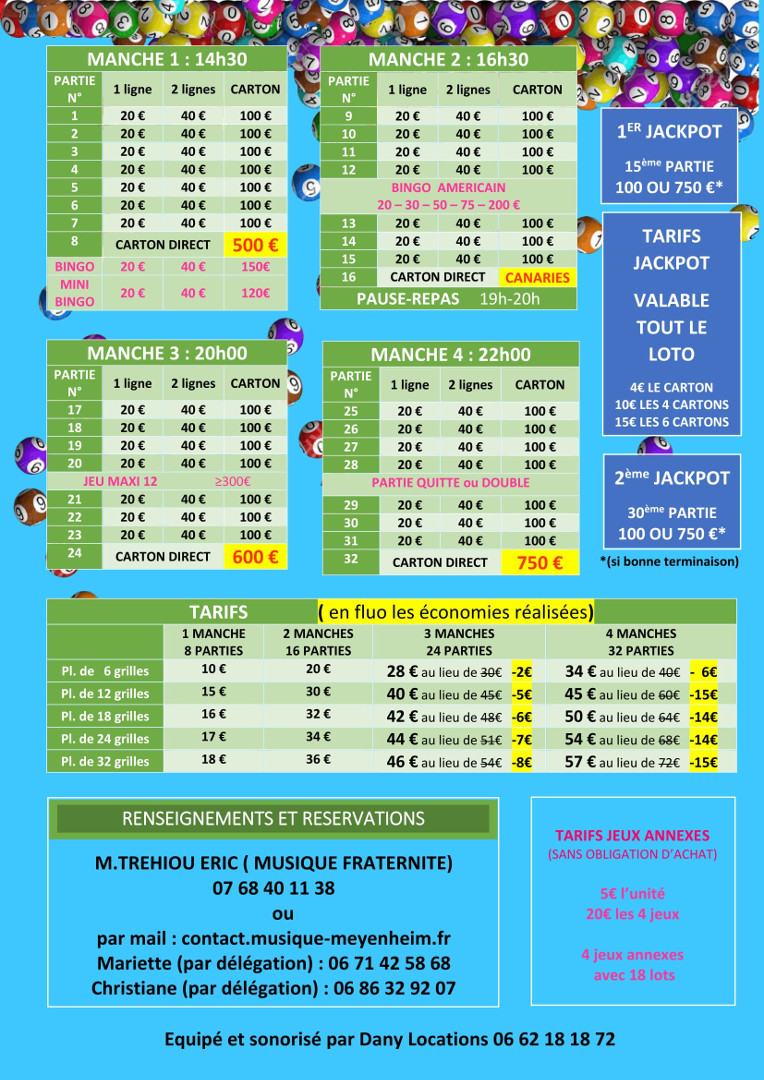 MANCHE 1 : 14h30
PARTIE N° 1 ligne 2 lignes CARTON
1 20 € 40 € 100 €
2 20 € 40 € 100 €
3 20 € 40 € 100 €
4 20 € 40 € 100 €
5 20 € 40 € 100 €
6 20 € 40 € 100 €
7 20 € 40 € 100 €
8 CARTON DIRECT 500 €
BINGO 20 € 40 € 150€
MINI BINGO 20 € 40 € 120€
MANCHE 2 : 16h30
PARTIE N° 1 ligne 2 lignes CARTON
9 20 € 40 € 100 €
10 20 € 40 € 100 €
11 20 € 40 € 100 €
12 20 € 40 € 100 €
BINGO AMERICAIN
20 – 30 – 50 – 75 – 200 €
13 20 € 40 € 100 €
14 20 € 40 € 100 €
15 20 € 40 € 100 €
16 CARTON DIRECT CANARIES
PAUSE-REPAS 19h-20h
1ER JACKPOT
15ème PARTIE
100 OU 750 €*
TARIFS
JACKPOT
VALABLE
TOUT LE
LOTO
4€ LE CARTON
10€ LES 4 CARTONS
15€ LES 6 CARTONS
2ème JACKPOT
30ème PARTIE
100 OU 750 €*
*(si bonne terminaison)
MANCHE 3 : 20h00
PARTIE N° 1 ligne 2 lignes CARTON
17 20 € 40 € 100 €
18 20 € 40 € 100 €
19 20 € 40 € 100 €
20 20 € 40 € 100 €
JEU MAXI 12 ≥300€
21 20 € 40 € 100 €
22 20 € 40 € 100 €
23 20 € 40 € 100 €
24 CARTON DIRECT 600 €
MANCHE 4 : 22h00
PARTIE N° 1 ligne 2 lignes CARTON
25 20 € 40 € 100 €
26 20 € 40 € 100 €
27 20 € 40 € 100 €
28 20 € 40 € 100 €
PARTIE QUITTE ou DOUBLE
29 20 € 40 € 100 €
30 20 € 40 € 100 €
31 20 € 40 € 100 €
32 CARTON DIRECT 750 €
TARIFS ( en fluo les économies réalisées)
1 MANCHE 2 MANCHES 3 MANCHES 4 MANCHES
8 PARTIES 16 PARTIES 24 PARTIES 32 PARTIES
Pl. de 6 grilles 10 € 20 € 28 € au lieu de 30€ -2€ 34 € au lieu de 40€ - 6€
Pl. de 12 grilles 15 € 30 € 40 € au lieu de 45€ -5€ 45 € au lieu de 60€ -15€
Pl. de 18 grilles 16 € 32 € 42 € au lieu de 48€ -6€ 50 € au lieu de 64€ -14€
Pl. de 24 grilles 17 € 34 € 44 € au lieu de 51€ -7€ 54 € au lieu de 68€ -14€
Pl. de 32 grilles 18 € 36 € 46 € au lieu de 54€ -8€ 57 € au lieu de 72€ -15€
RENSEIGNEMENTS ET RESERVATIONS
M.TREHIOU ERIC ( MUSIQUE FRATERNITE)
07 68 40 11 38
ou
par mail : contact.musique-meyenheim.fr
Mariette (par délégation) : 06 71 42 58 68
Christiane (par délégation) : 06 86 32 92 07
TARIFS JEUX ANNEXES
(SANS OBLIGATION D'ACHAT)
5€ l'unité
20€ les 4 jeux
4 jeux annexes
avec 18 lots
Equipé et sonorisé par Dany Locations 06 62 18 18 72